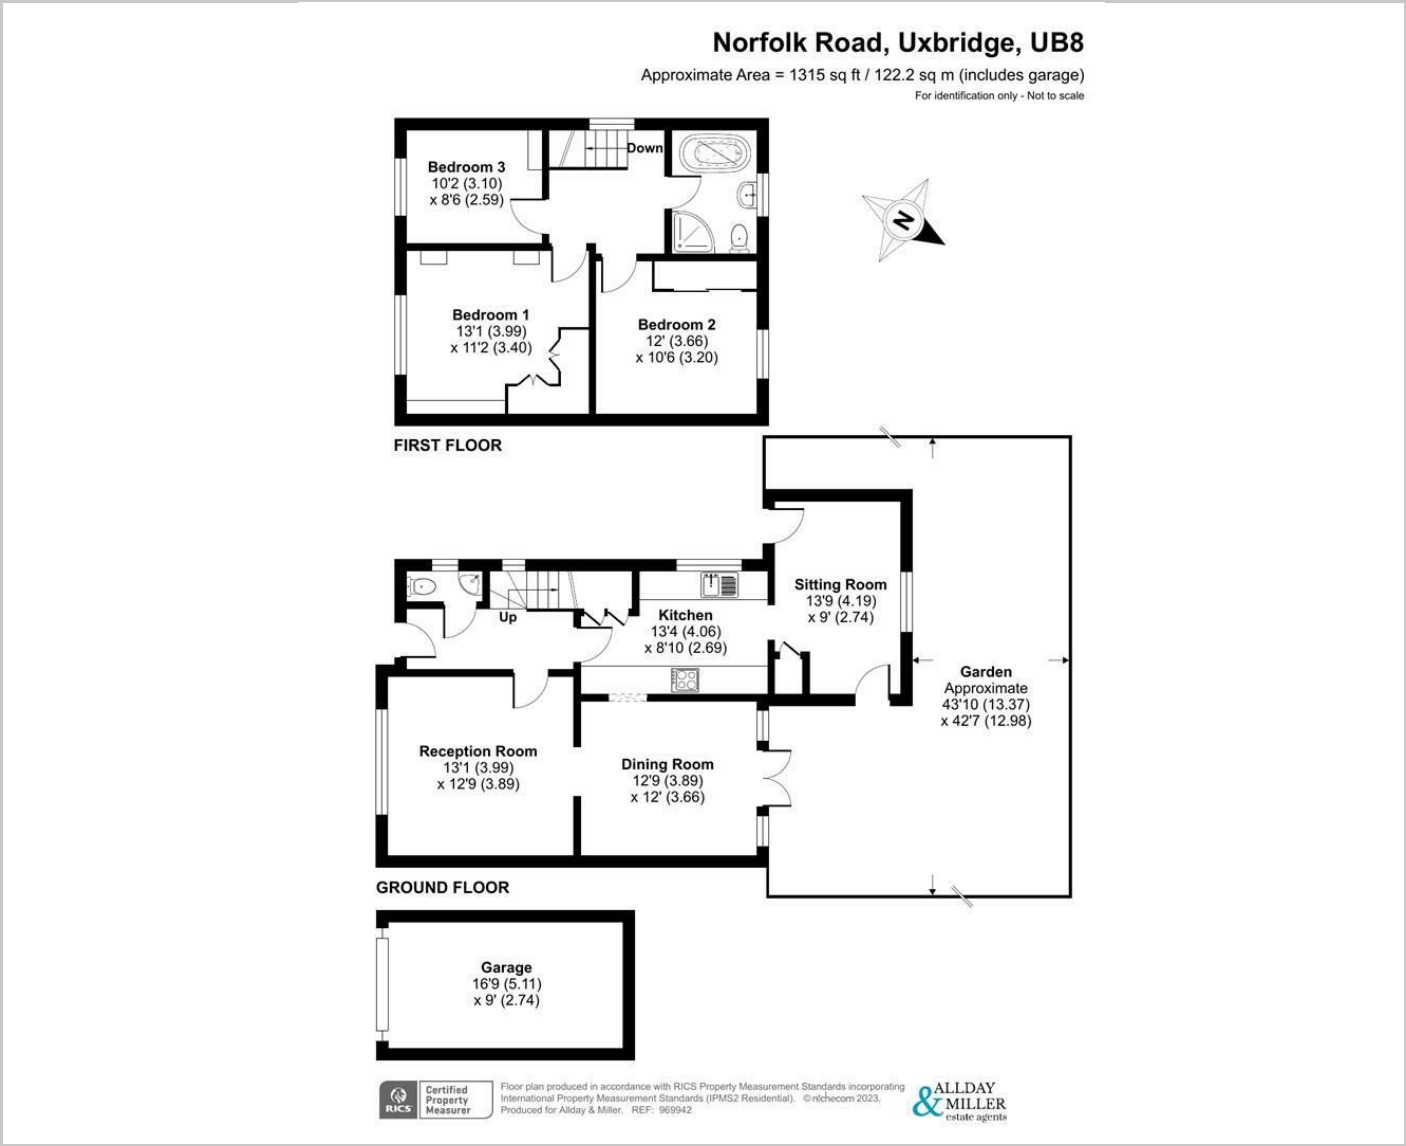 Norfolk Road, Uxbridge, UB8
Approximate Area = 1315 sq ft / 122.2 sq m (includes garage)
For identification only - Not to scale
Bedroom 3
10'2 (3.10)
x 8'6 (2.59)
Down
N
Bedroom 1
13'1 (3.99)
x 11'2 (3.40)
Bedroom 2
12' (3.66)
x 10'6 (3.20)
FIRST FLOOR
Up
Kitchen
13'4 (4.06)
x 8'10 (2.69)
Sitting Room
13'9 (4.19)
x 9' (2.74)
Garden
Approximate
43'10 (13.37)
x 42'7 (12.98)
Reception Room
13'1 (3.99)
x 12'9 (3.89)
Dining Room
12'9 (3.89)
x 12' (3.66)
GROUND FLOOR
Garage
16'9 (5.11)
x 9' (2.74)
RICS
Certified
Property
Measurer
Floor plan produced in accordance with RICS Property Measurement Standards incorporating
International Property Measurement Standards (IPMS2 Residential). © nichecom 2023.
Produced for Allday & Miller. REF: 969942
ALLDAY
& MILLER
estate agents